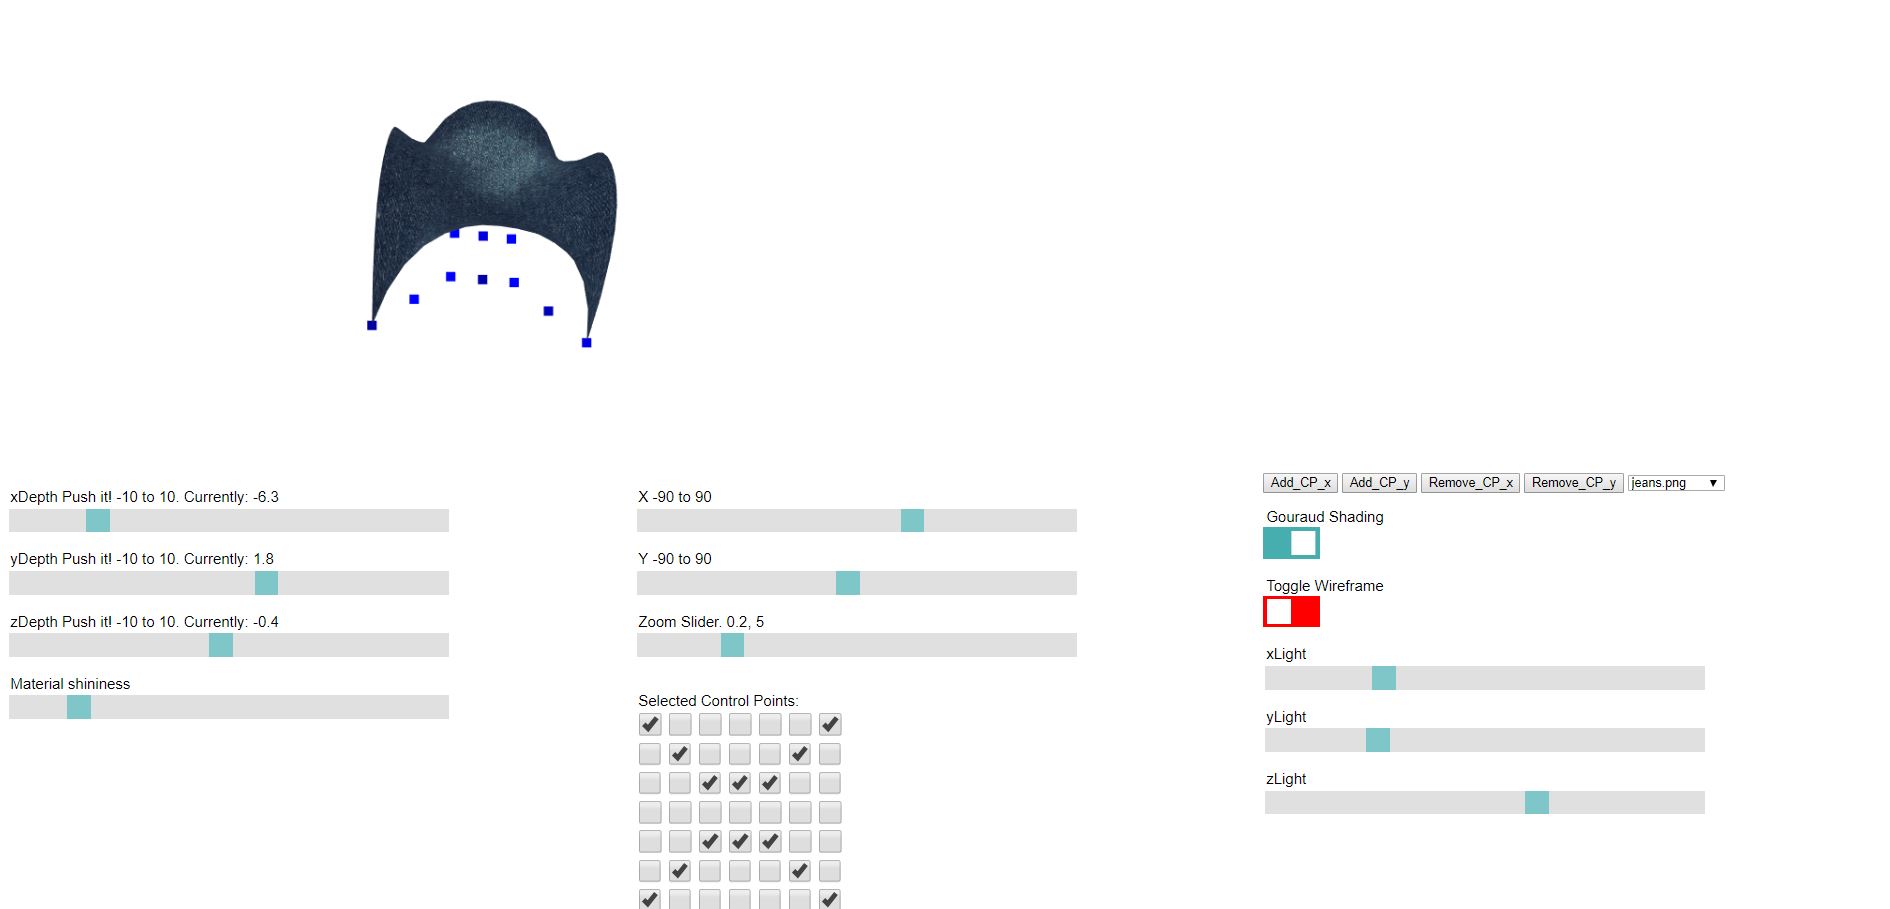 xDepth Push it! -10 to 10. Currently: -6.3
yDepth Push it! -10 to 10. Currently: 1.8
zDepth Push it! -10 to 10. Currently: -0.4
Material shininess
X -90 to 90
Y -90 to 90
Zoom Slider. 0.2, 5
Selected Control Points:
Add_CP_x Add_CP_y Remove_CP_x Remove_CP_y jeans.png
Gouraud Shading
Toggle Wireframe
xLight
yLight
zLight